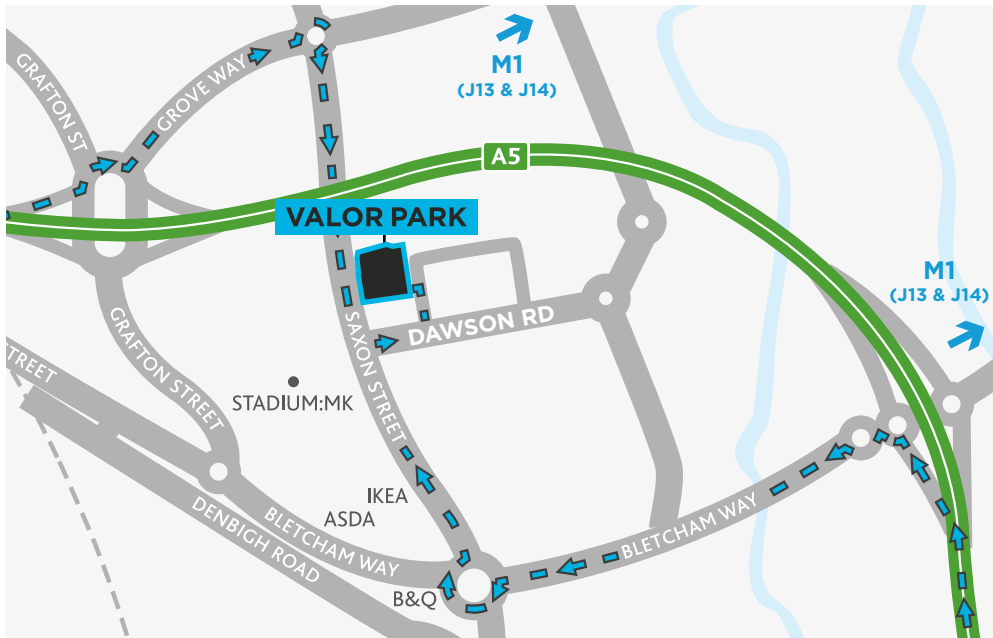 M1
(J13 & J14)
GRAFTON ST
GROVE WAY
A5
VALOR PARK
M1
(J13 & J14)
DAWSON RD
SAXON STREET
GRAFTON STREET
STREET
STADIUM:MK
IKEA
ASDA
BLETCHAM WAY
BLETCHAM WAY
DENBIGH ROAD
B&Q